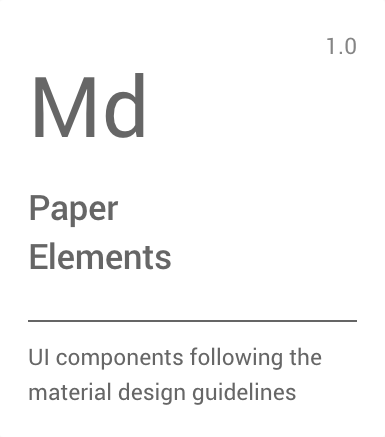 1.0
Md
Paper
Elements
UI components following the
material design guidelines